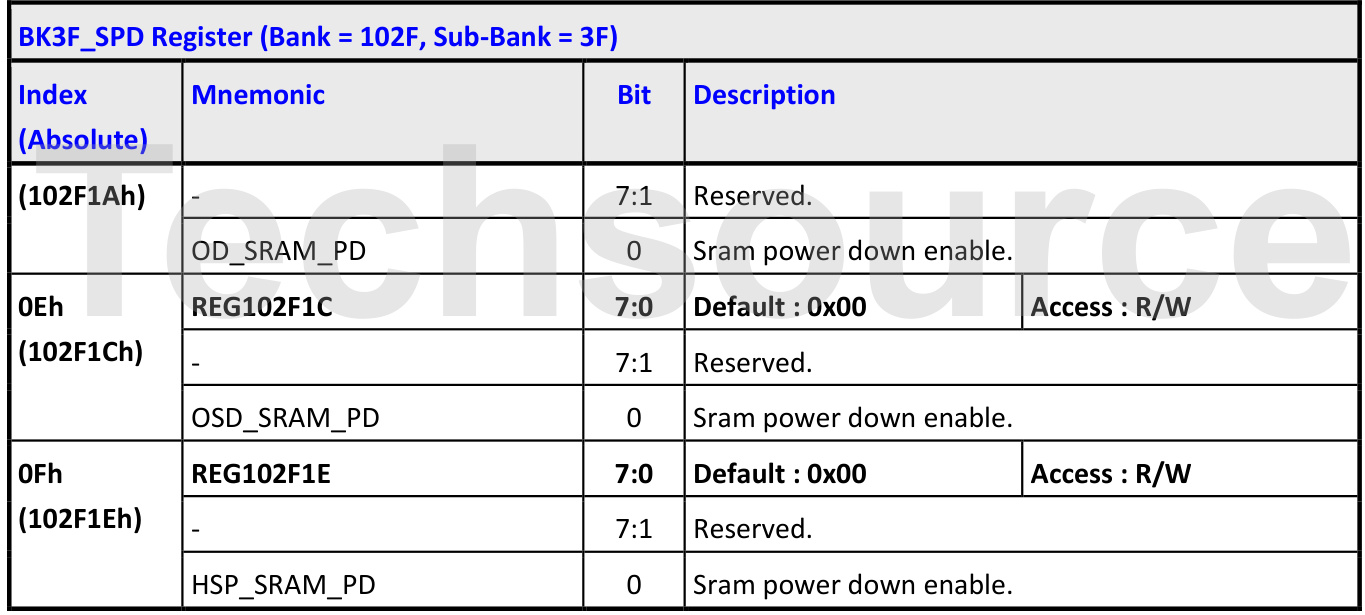 BK3F_SPD Register (Bank = 102F, Sub-Bank = 3F)
Index (Absolute) Mnemonic Bit Description
(102F1Ah) - 7:1 Reserved.
OD_SRAM_PD 0 Sram power down enable.
0Eh (102F1Ch) REG102F1C 7:0 Default : 0x00 Access : R/W
- 7:1 Reserved.
OSD_SRAM_PD 0 Sram power down enable.
0Fh (102F1Eh) REG102F1E 7:0 Default : 0x00 Access : R/W
- 7:1 Reserved.
HSP_SRAM_PD 0 Sram power down enable.
Techsource